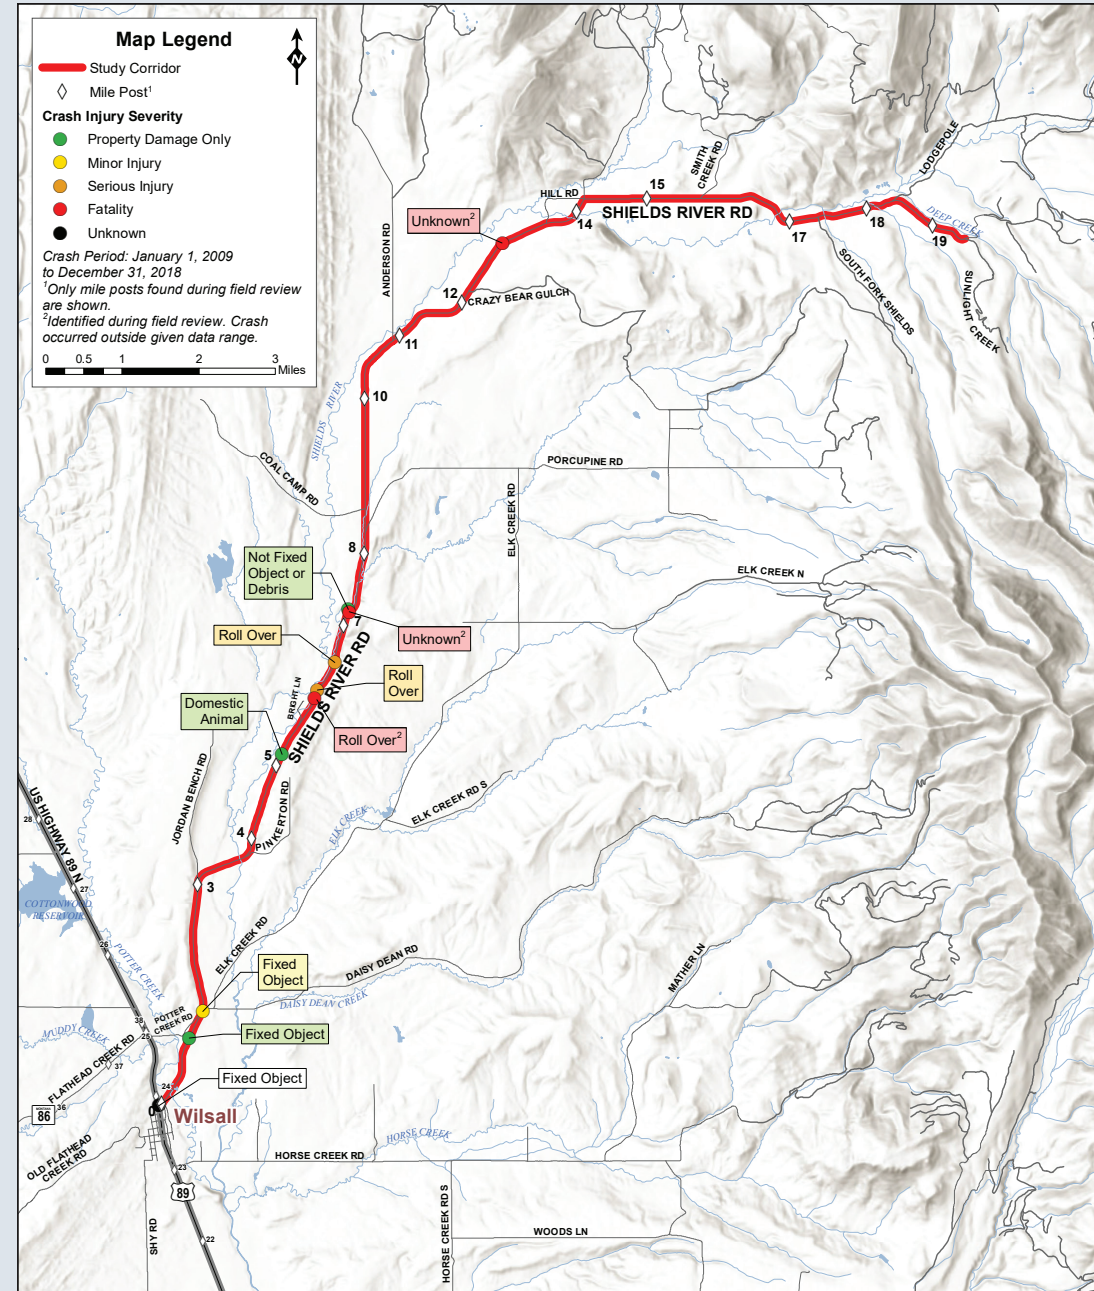 Map Legend
Study Corridor
Mile Post1
Crash Injury Severity
Property Damage Only
Minor Injury
Serious Injury
Fatality
Unknown
Crash Period: January 1, 2009
to December 31, 2018
1Only mile posts found during field review
are shown.
2Identified during field review. Crash
occurred outside given data range.
0 0.5 1 2 3
Miles
N
LODGEPOLE
SMITH
CREEK RD
15
HILL RD
SHIELDS RIVER RD
14
17
18
DEEP CREEK
19
Unknown2
ANDERSON RD
SOUTH FORK SHIELDS
SUNLIGHT CREEK
12
CRAZY BEAR GULCH
11
10
SHIELDS RIVER
COAL CAMP RD
PORCUPINE RD
ELK CREEK RD
8
Not Fixed
Object or
Debris
ELK CREEK N
7
Unknown2
Roll Over
SHIELDS RIVER RD
Roll
Over
BRIGHT LN
Domestic
Animal
Roll Over2
5
JORDAN BENCH RD
PINKERTON RD
ELK CREEK
ELK CREEK RD S
4
US HIGHWAY 89 N
28
27
3
COTTONWOOD
RESERVOIR
26
POTTER CREEK
ELK CREEK RD
Fixed
Object
DAISY DEAN RD
MATHER LN
DAISY DEAN CREEK
POTTER
CREEK RD
38
25
MUDDY CREEK
Fixed Object
FLATHEAD CREEK RD
37
Fixed Object
24
0
Wilsall
MONTANA
86
36
HORSE CREEK
OLD FLATHEAD
CREEK RD
HORSE CREEK RD
23
89
SHY RD
22
HORSE CREEK RD S
WOODS LN